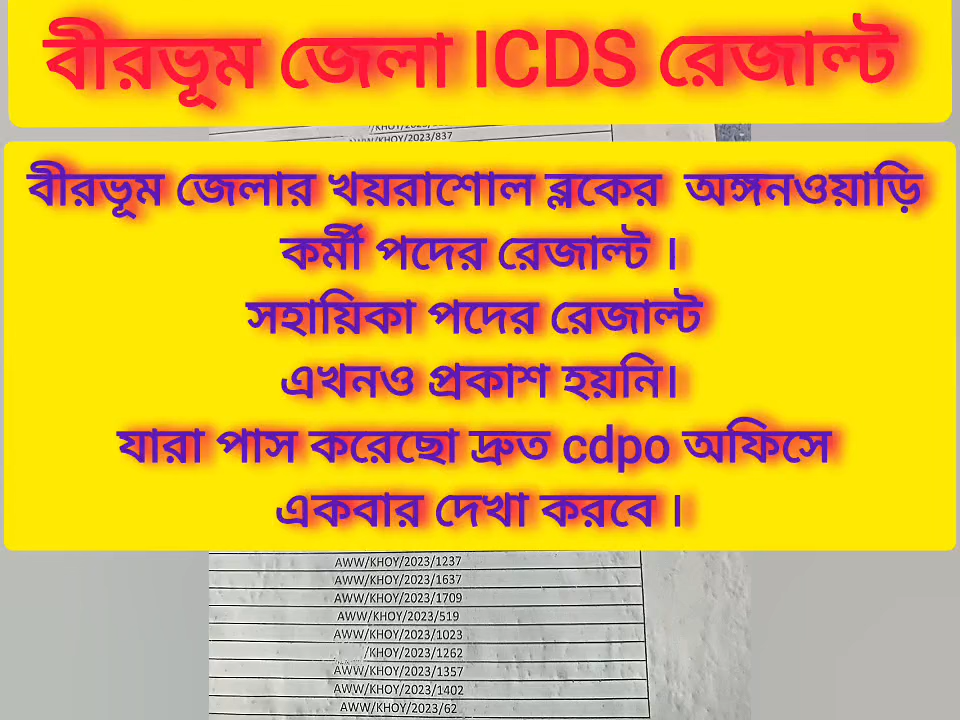 বীরভূম জেলা ICDS রেজাল্ট
AWW/KHOY/2023/837
বীরভূম জেলার খয়রাশোল ব্লকের অঙ্গনওয়াড়ি
কর্মী পদের রেজাল্ট ।
সহায়িকা পদের রেজাল্ট
এখনও প্রকাশ হয়নি।
যারা পাস করেছো দ্রুত cdpo অফিসে
একবার দেখা করবে ।
AWW/KHOY/2023/1237
AWW/KHOY/2023/1637
AWW/KHOY/2023/1709
AWW/KHOY/2023/519
AWW/KHOY/2023/1023
/KHOY/2023/1262
AWW/KHOY/2023/1357
AWW/KHOY/2023/1402
AWW/KHOY/2023/62